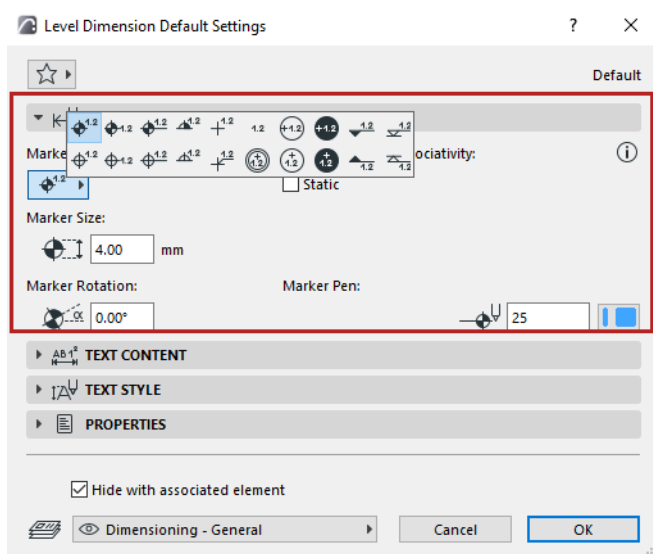 Level Dimension Default Settings
?
Default
1.2 1.2 1.2 1.2 1.2 1.2 +1.2 +1.2 1.2 1.2
1.2 1.2 1.2 1.2 1.2 1.2 1.2 1.2 1.2 1.2
Marke
ociativity:
1.2
Static
Marker Size:
4.00 mm
Marker Rotation:
Marker Pen:
α 0.00°
25
AB1² TEXT CONTENT
A TEXT STYLE
PROPERTIES
Hide with associated element
Dimensioning - General
Cancel
OK